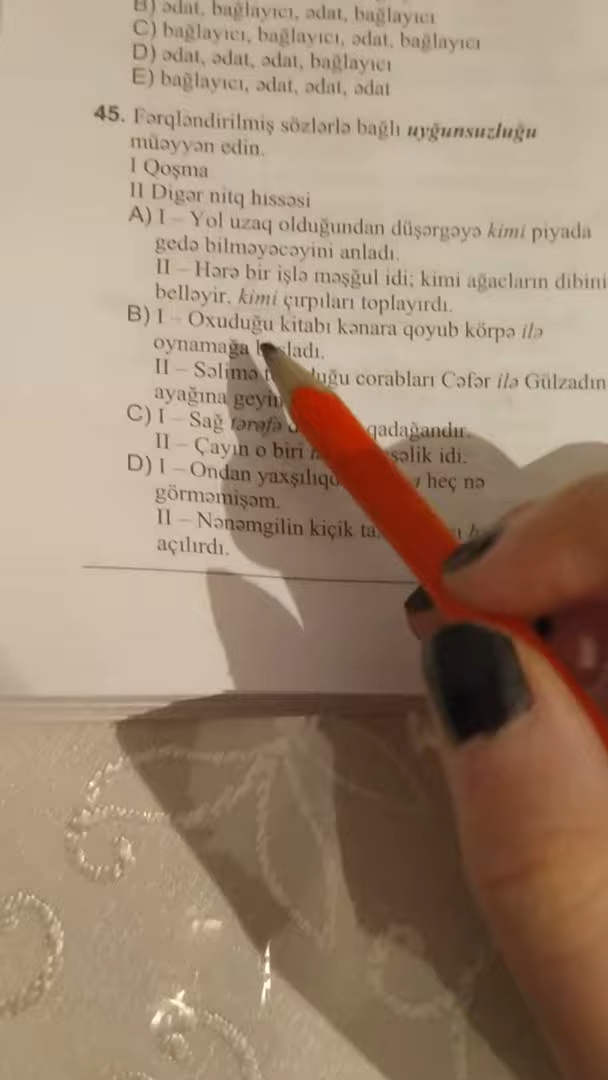 B) ədat, bağlayıcı, ədat, bağlayıcı
C) bağlayıcı, bağlayıcı, ədat, bağlayıcı
D) ədat, ədat, ədat, bağlayıcı
E) bağlayıcı, ədat, ədat, ədat
45. Fərqləndirilmiş sözlərlə bağlı uyğunsuzluğu
müəyyən edin.
I Qoşma
II Digər nitq hissəsi
A) I – Yol uzaq olduğundan düşərgəyə kimi piyada
gedə bilməyəcəyini anladı.
II – Hərə bir işlə məşğul idi; kimi ağacların dibini
belləyir, kimi çırpıları toplayırdı.
B) I – Oxuduğu kitabı kənara qoyub körpə ilə
oynamağa
II – Səlimə corabları Cəfər ilə Gülzadın
ayağına
C) I – Sağ tərəfə qadağandır.
II – Çayın o biri idi.
D) I – Ondan heç nə
görməmişəm.
II – Nənəmgilin kiçik
açılırdı.